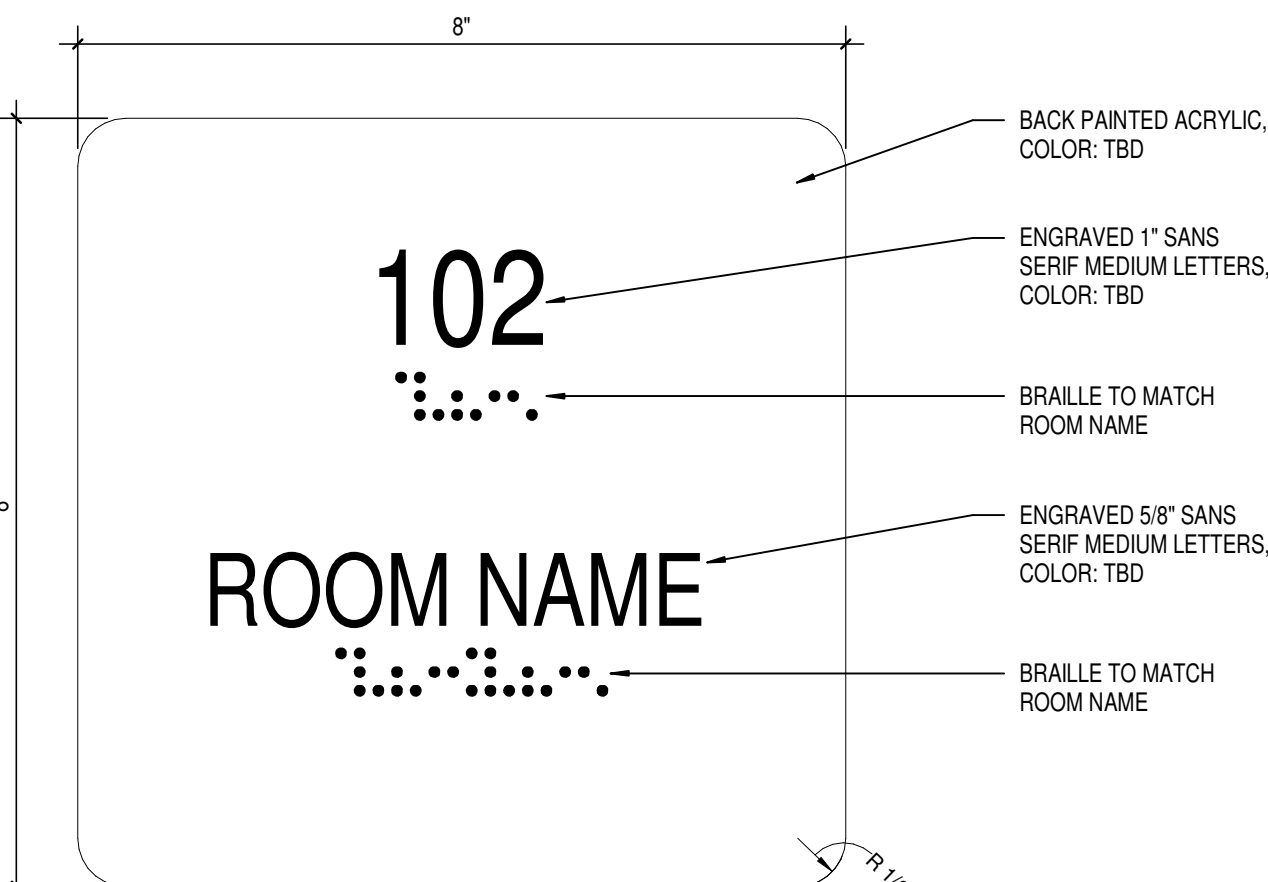 8"
BACK PAINTED ACRYLIC,
COLOR: TBD
ENGRAVED 1" SANS
SERIF MEDIUM LETTERS,
COLOR: TBD
102
BRAILLE TO MATCH
ROOM NAME
ENGRAVED 5/8" SANS
SERIF MEDIUM LETTERS,
COLOR: TBD
ROOM NAME
BRAILLE TO MATCH
ROOM NAME
R